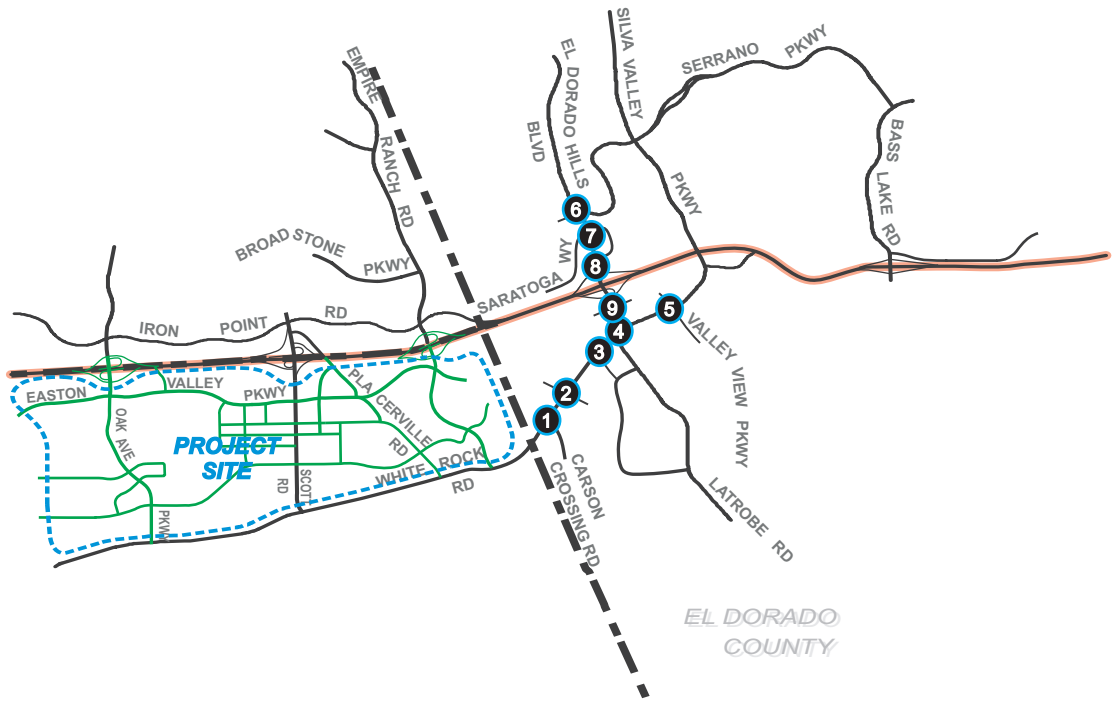 SILVA VALLEY
PKWY
EL DORADO HILLS
BLVD
SERRANO PKWY
EMPIRE
RANCH RD
BASS
LAKE RD
BROAD STONE
PKWY
6
7
8
9
4
5
3
2
1
WY
SARATOGA
IRON POINT RD
VALLEY VIEW PKWY
EASTON
VALLEY
PKWY
PLA CERVILLE
RD
OAK AVE
PKWY
PROJECT
SITE
SCOTT
RD
WHITE ROCK
RD
CARSON
CROSSING RD
LATROBE RD
EL DORADO
COUNTY